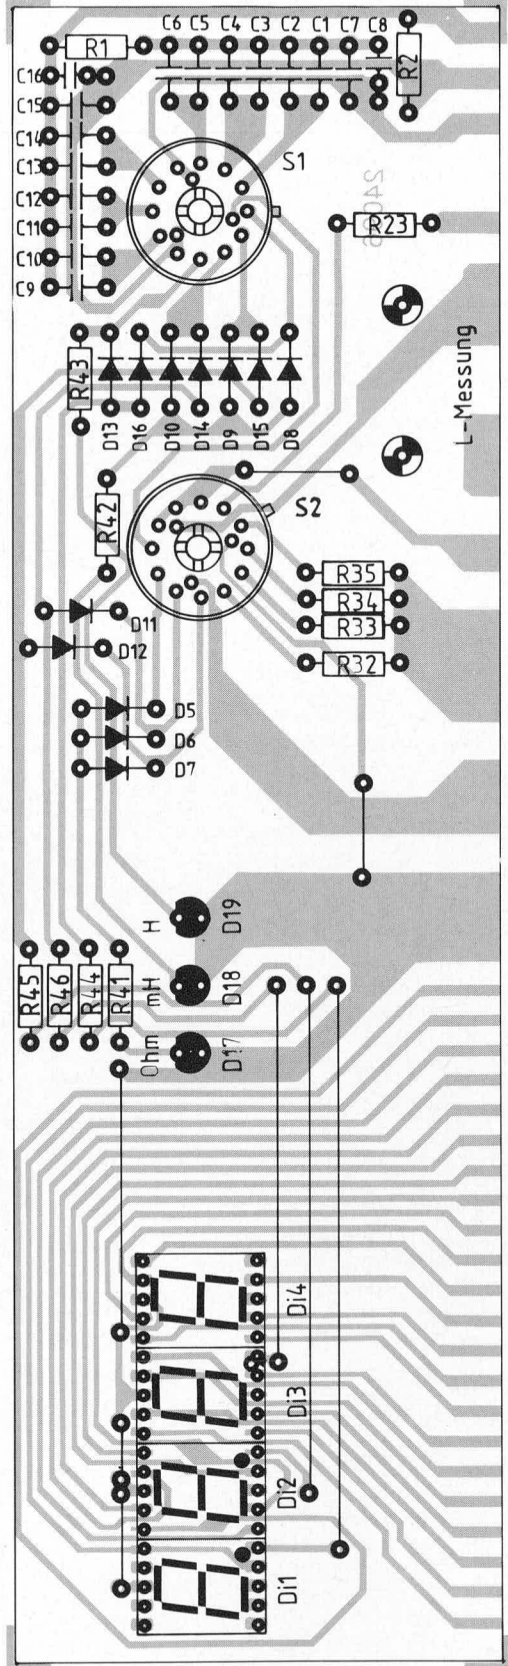 C6 C5 C4 C3 C2 C1 C7 C8
R1
R2
C16
C15
C14
C13
C12
C11
C10
C9
S1
R23
L-Messung
R43
D13 D16 D10 D14 D9 D15 D8
R42
S2
R35
R34
R33
R32
D11
D12
D5
D6
D7
H
D19
mH
D18
Ohm
D17
R45 R46 R44 R41
Di4
Di3
Di2
Di1